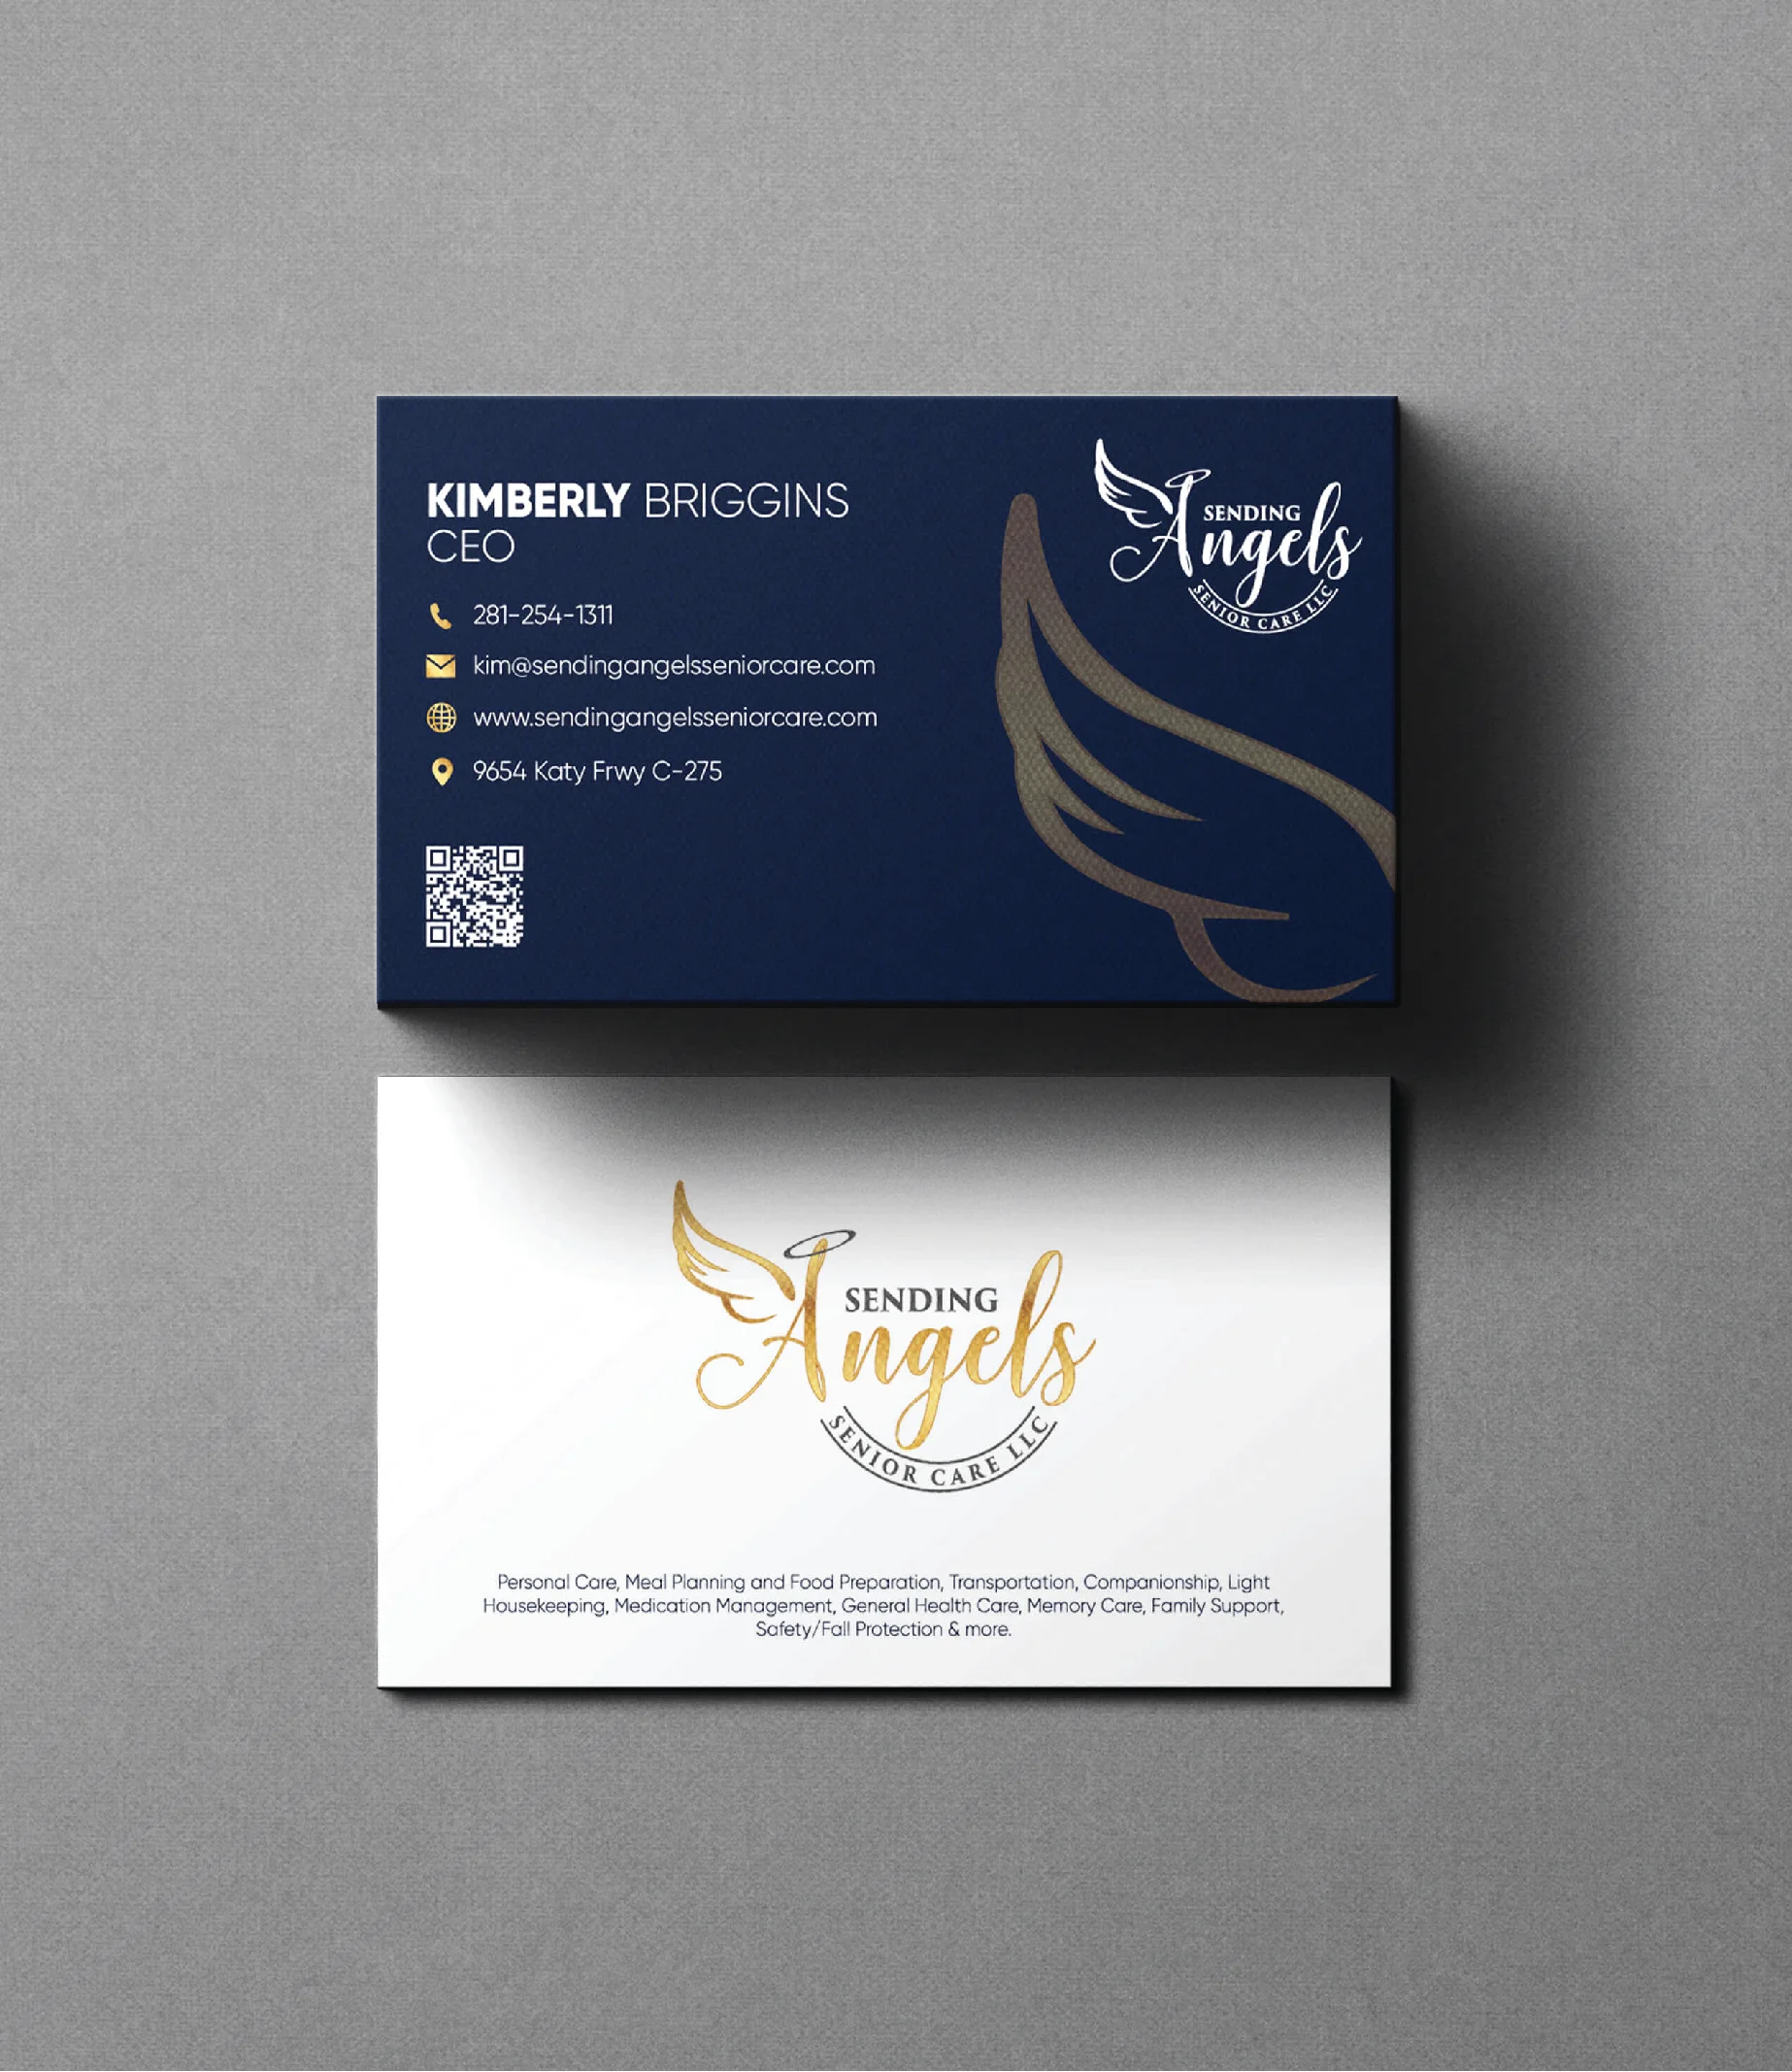 KIMBERLY BRIGGINS
CEO
281-254-1311
kim@sendingangelsseniorcare.com
www.sendingangelsseniorcare.com
9654 Katy Frwy C-275
SENDING
Angels
SENIOR CARE LLC
SENDING
Angels
SENIOR CARE LLC
Personal Care, Meal Planning and Food Preparation, Transportation, Companionship, Light
Housekeeping, Medication Management, General Health Care, Memory Care, Family Support,
Safety/Fall Protection & more.